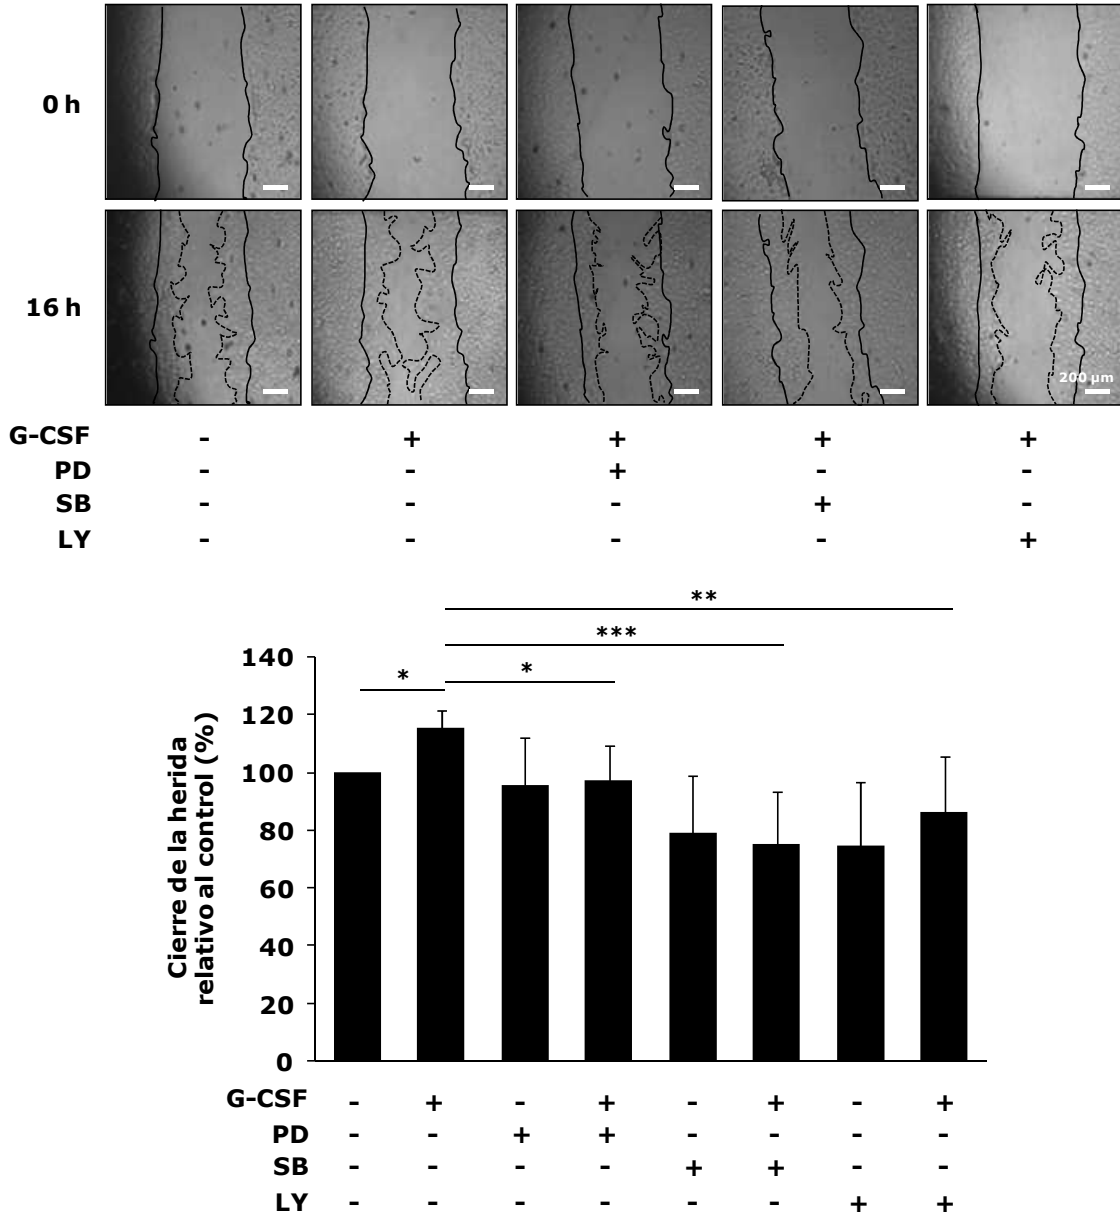 0 h
16 h
200 µm
G-CSF - + + + +
PD - - + - -
SB - - - + -
LY - - - - +
**
***
* *
140
120
100
80
60
40
20
0
Cierre de la herida
relativo al control (%)
G-CSF - + - + - + - +
PD - - + + - - - -
SB - - - - + + - -
LY - - - - - - + +